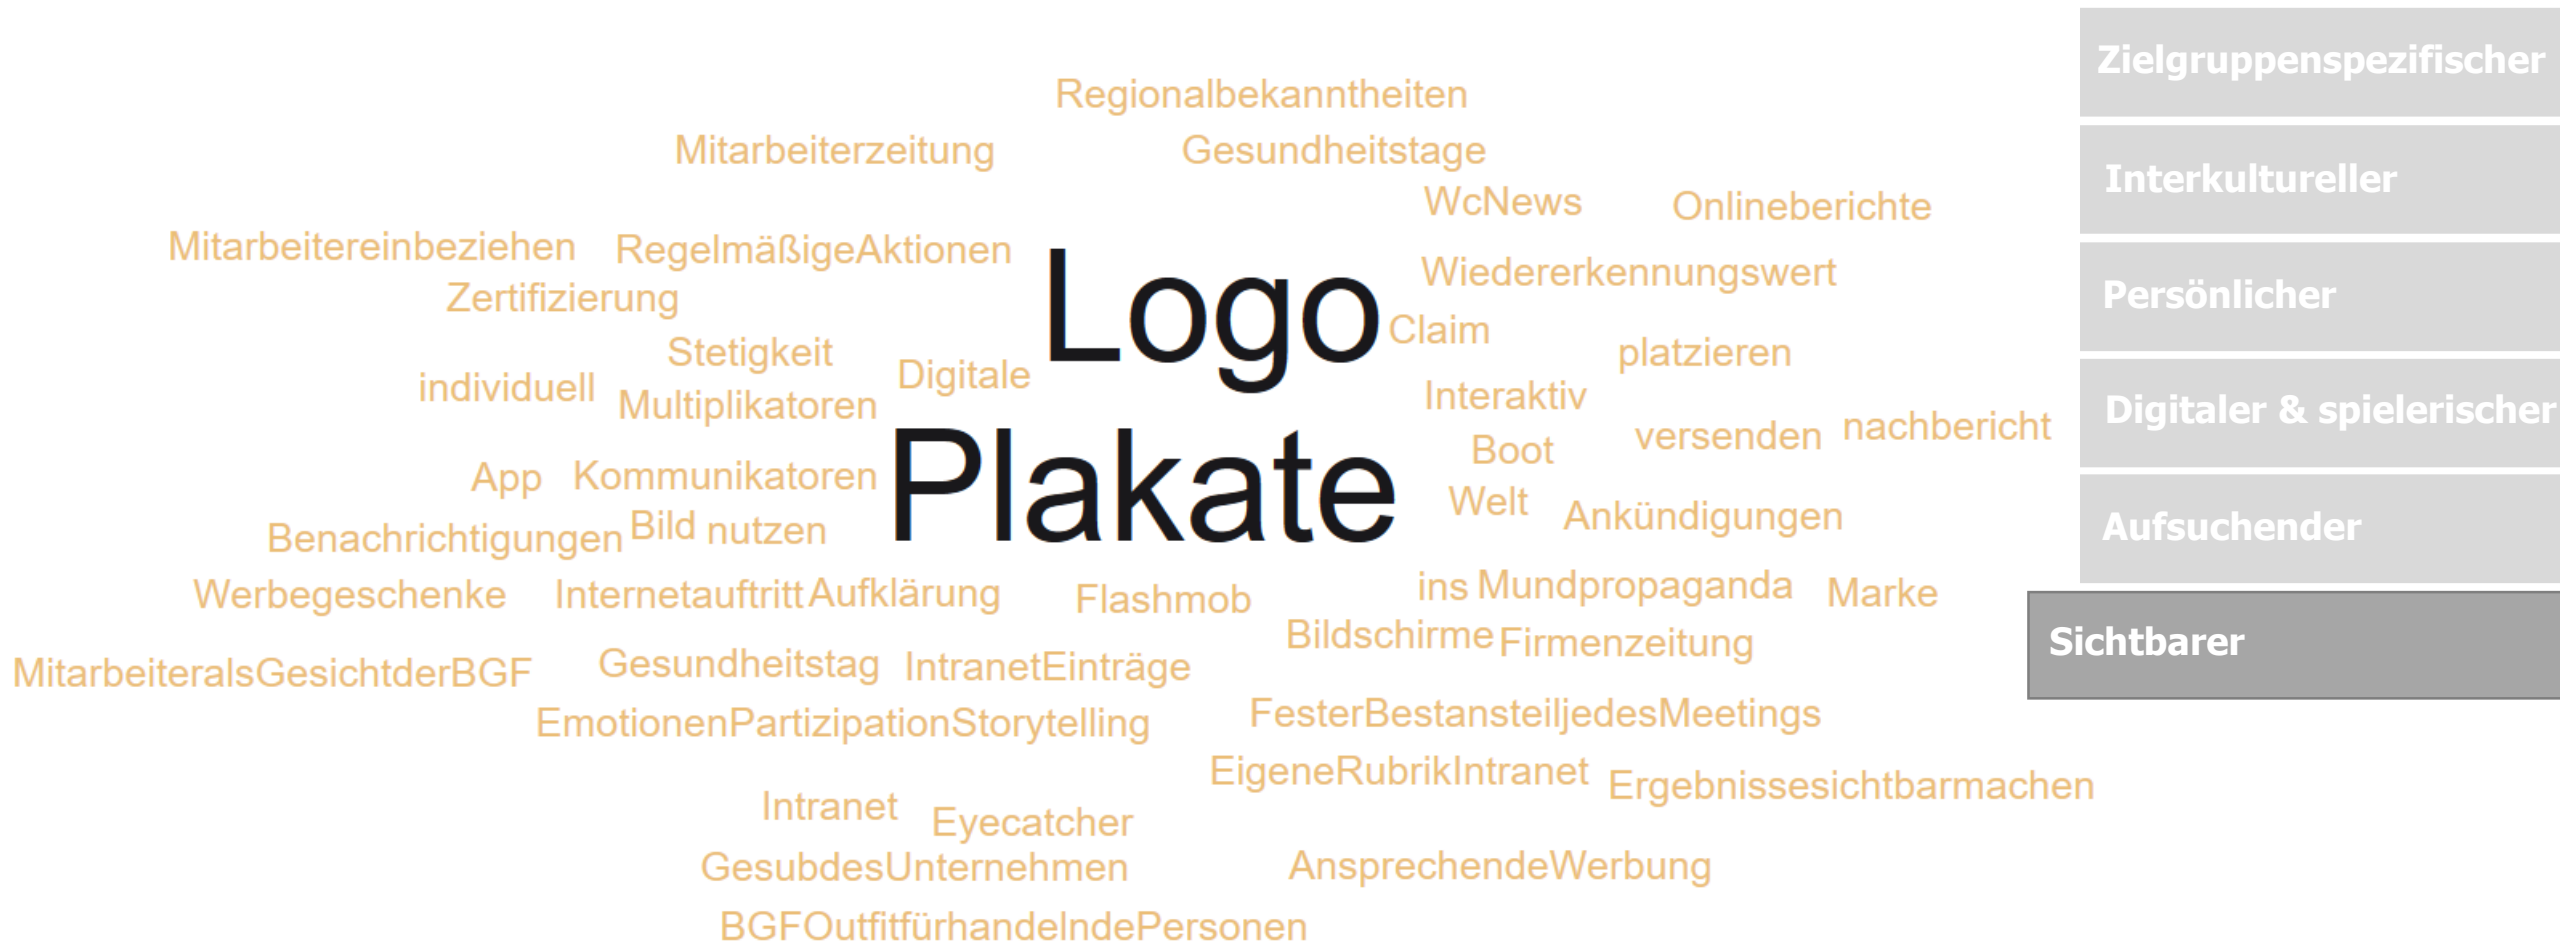 Regionalbekanntheiten
Mitarbeiterzeitung Gesundheitstage
WcNews Onlineberichte
Mitarbeitereinbeziehen RegelmäßigeAktionen
Logo Wiedererkennungswert
Zertifizierung
Claim
Stetigkeit Digitale platzieren
individuell Multiplikatoren Interaktiv
Plakate
Boot versenden nachbericht
App Kommunikatoren
Welt Ankündigungen
Benachrichtigungen Bild nutzen
Werbegeschenke Internetauftritt Aufklärung Flashmob ins Mundpropaganda Marke
Bildschirme Firmenzeitung
MitarbeiteralsGesichtderBGF Gesundheitstag IntranetEinträge
EmotionenPartizipationStorytelling FesterBestansteiljedesMeetings
EigeneRubrikIntranet Ergebnissesichtbarmachen
Intranet Eyecatcher
GesubdesUnternehmen AnsprechendeWerbung
BGFOutfitfürhandelndePersonen
Zielgruppenspezifischer
Interkultureller
Persönlicher
Digitaler & spielerischer
Aufsuchender
Sichtbarer